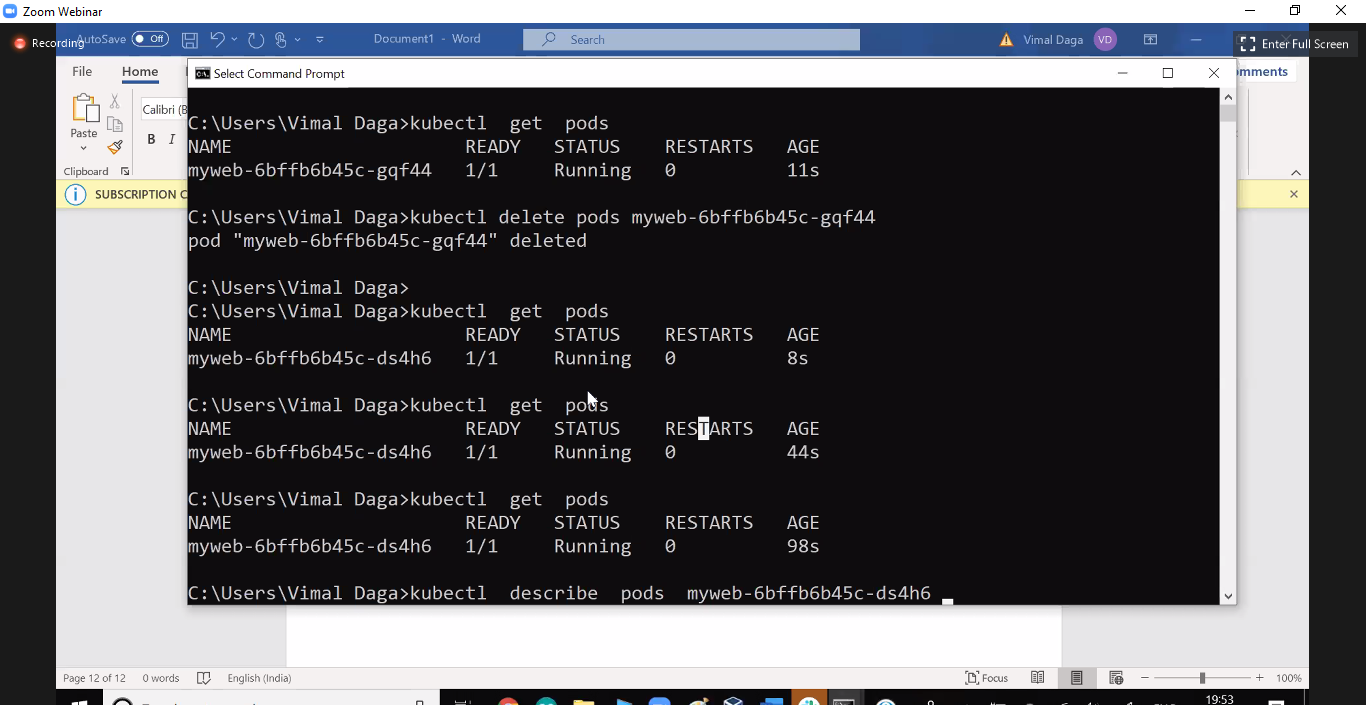 Zoom Webinar
Recording
AutoSave Off
Document1 - Word
Search
Vimal Daga VD
Enter Full Screen
File Home
mments
Select Command Prompt
Paste
Calibri (B
B I
Clipboard
SUBSCRIPTION C
C:\Users\Vimal Daga>kubectl get pods
NAME READY STATUS RESTARTS AGE
myweb-6bffb6b45c-gqf44 1/1 Running 0 11s
C:\Users\Vimal Daga>kubectl delete pods myweb-6bffb6b45c-gqf44
pod "myweb-6bffb6b45c-gqf44" deleted
C:\Users\Vimal Daga>
C:\Users\Vimal Daga>kubectl get pods
NAME READY STATUS RESTARTS AGE
myweb-6bffb6b45c-ds4h6 1/1 Running 0 8s
C:\Users\Vimal Daga>kubectl get pods
NAME READY STATUS RESTARTS AGE
myweb-6bffb6b45c-ds4h6 1/1 Running 0 44s
C:\Users\Vimal Daga>kubectl get pods
NAME READY STATUS RESTARTS AGE
myweb-6bffb6b45c-ds4h6 1/1 Running 0 98s
C:\Users\Vimal Daga>kubectl describe pods myweb-6bffb6b45c-ds4h6
Page 12 of 12 0 words English (India)
Focus 100%
19:53